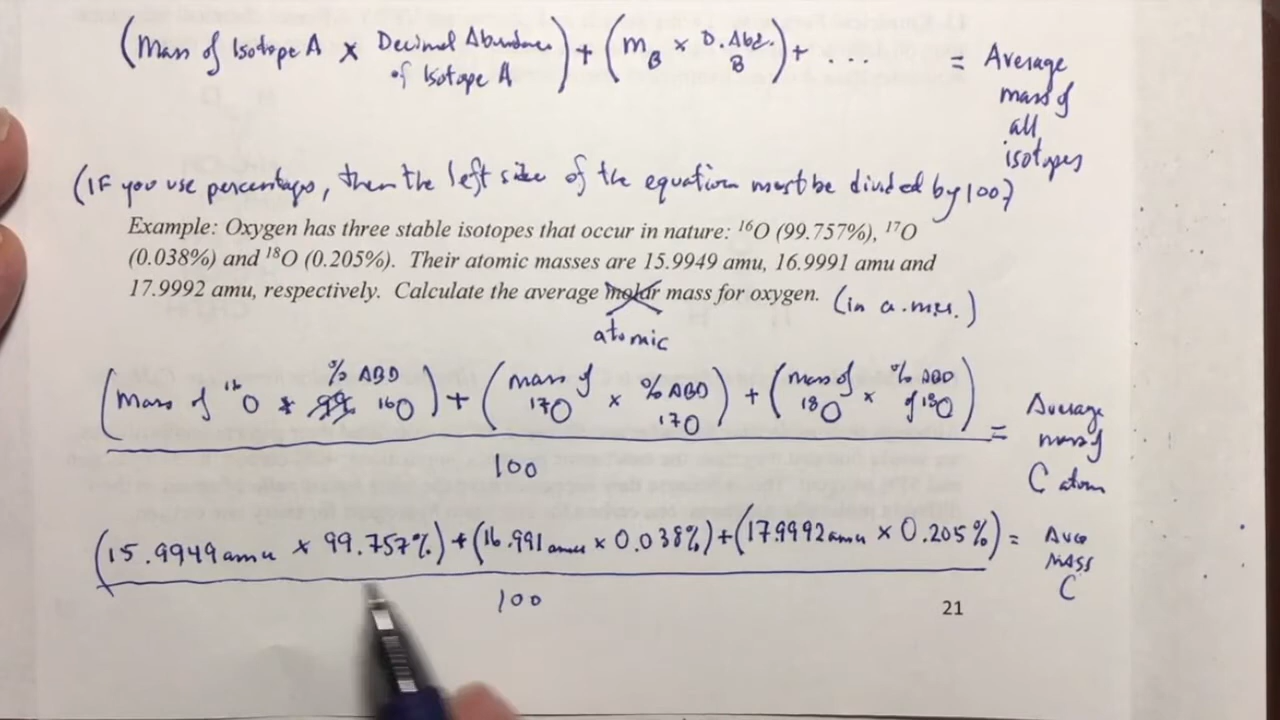 (Mass of Isotope A × Decimal Abundance of Isotope A) + (mB × D. Abd. B) + ... = Average mass of all isotopes
(IF you use percentages, then the left side of the equation must be divided by 100)
Example: Oxygen has three stable isotopes that occur in nature: ¹⁶O (99.757%), ¹⁷O
(0.038%) and ¹⁸O (0.205%). Their atomic masses are 15.9949 amu, 16.9991 amu and
17.9992 amu, respectively. Calculate the average molar mass for oxygen. (in a.m.u.)
atomic
(Mass of ¹⁶O × % ABD ¹⁶O) + (mass of ¹⁷O × % ABD ¹⁷O) + (mass of ¹⁸O × % ABD of ¹⁸O) = Average mass of C atom
100
(15.9949 amu × 99.757%) + (16.991 amu × 0.038%) + (17.9992 amu × 0.205%) = AVG MASS C
100
21